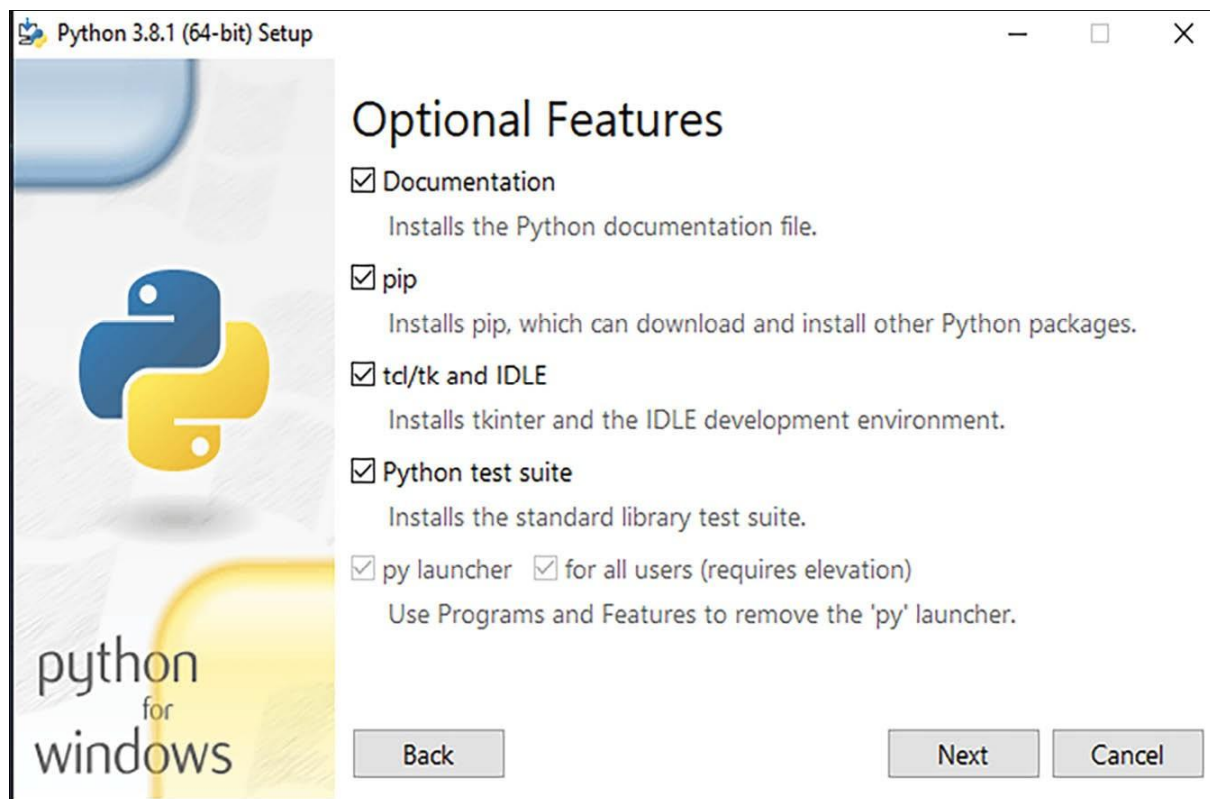 Python 3.8.1 (64-bit) Setup
Optional Features
Documentation
Installs the Python documentation file.
pip
Installs pip, which can download and install other Python packages.
tcl/tk and IDLE
Installs tkinter and the IDLE development environment.
Python test suite
Installs the standard library test suite.
py launcher for all users (requires elevation)
Use Programs and Features to remove the 'py' launcher.
python
for
windows
Back Next Cancel